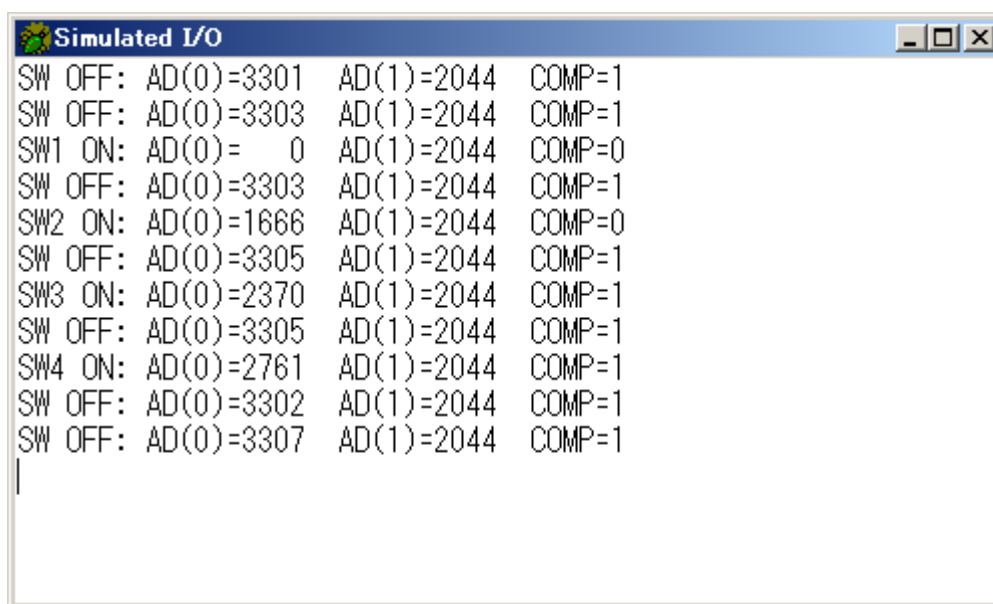 Simulated I/O
SW OFF: AD(0)=3301  AD(1)=2044  COMP=1
SW OFF: AD(0)=3303  AD(1)=2044  COMP=1
SW1 ON: AD(0)=   0  AD(1)=2044  COMP=0
SW OFF: AD(0)=3303  AD(1)=2044  COMP=1
SW2 ON: AD(0)=1666  AD(1)=2044  COMP=0
SW OFF: AD(0)=3305  AD(1)=2044  COMP=1
SW3 ON: AD(0)=2370  AD(1)=2044  COMP=1
SW OFF: AD(0)=3305  AD(1)=2044  COMP=1
SW4 ON: AD(0)=2761  AD(1)=2044  COMP=1
SW OFF: AD(0)=3302  AD(1)=2044  COMP=1
SW OFF: AD(0)=3307  AD(1)=2044  COMP=1